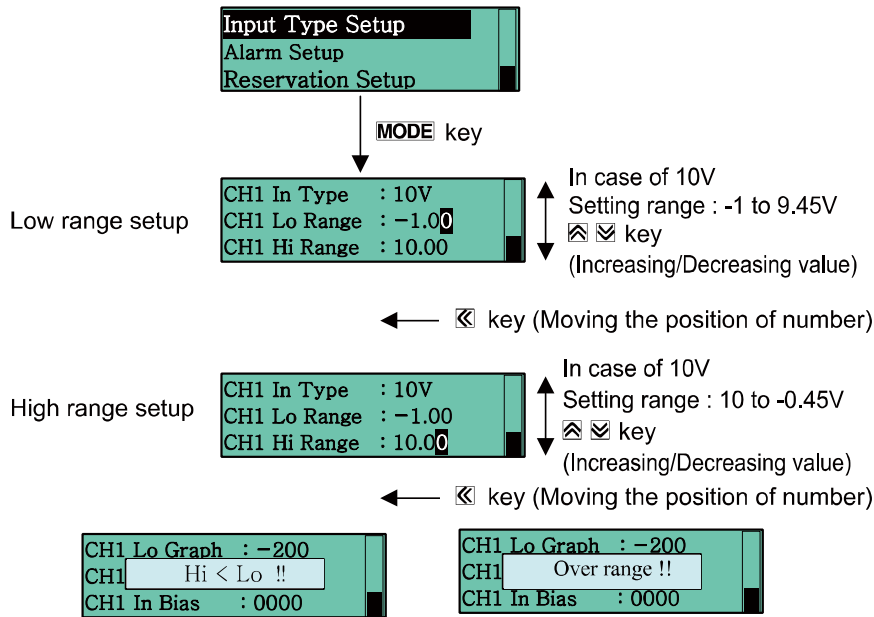 Input Type Setup
Alarm Setup
Reservation Setup
MODE key
Low range setup
CH1 In Type : 10V
CH1 Lo Range : −1.00
CH1 Hi Range : 10.00
In case of 10V
Setting range : -1 to 9.45V
key
(Increasing/Decreasing value)
key (Moving the position of number)
High range setup
CH1 In Type : 10V
CH1 Lo Range : −1.00
CH1 Hi Range : 10.00
In case of 10V
Setting range : 10 to -0.45V
key
(Increasing/Decreasing value)
key (Moving the position of number)
CH1 Lo Graph : −200
CH1 Hi < Lo !!
CH1 In Bias : 0000
CH1 Lo Graph : −200
CH1 Over range !!
CH1 In Bias : 0000